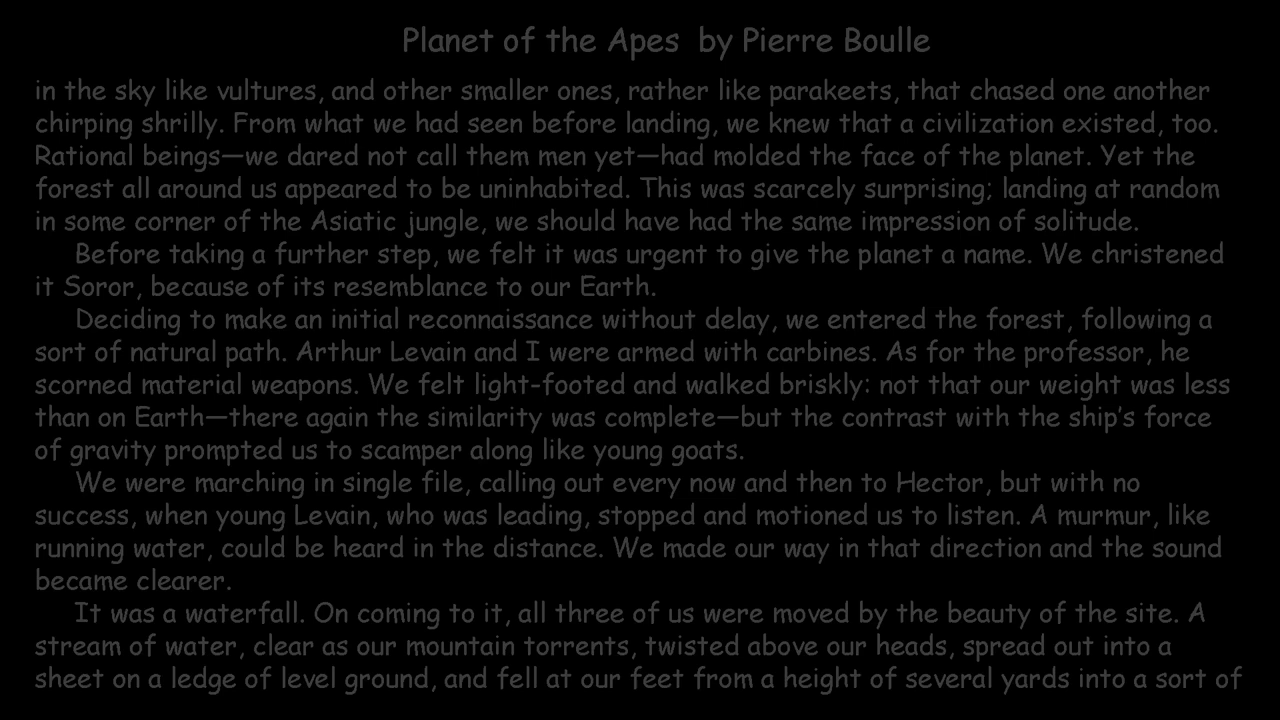 Planet of the Apes by Pierre Boulle
in the sky like vultures, and other smaller ones, rather like parakeets, that chased one another
chirping shrilly. From what we had seen before landing, we knew that a civilization existed, too.
Rational beings—we dared not call them men yet—had molded the face of the planet. Yet the
forest all around us appeared to be uninhabited. This was scarcely surprising; landing at random
in some corner of the Asiatic jungle, we should have had the same impression of solitude.
Before taking a further step, we felt it was urgent to give the planet a name. We christened
it Soror, because of its resemblance to our Earth.
Deciding to make an initial reconnaissance without delay, we entered the forest, following a
sort of natural path. Arthur Levain and I were armed with carbines. As for the professor, he
scorned material weapons. We felt light-footed and walked briskly: not that our weight was less
than on Earth—there again the similarity was complete—but the contrast with the ship's force
of gravity prompted us to scamper along like young goats.
We were marching in single file, calling out every now and then to Hector, but with no
success, when young Levain, who was leading, stopped and motioned us to listen. A murmur, like
running water, could be heard in the distance. We made our way in that direction and the sound
became clearer.
It was a waterfall. On coming to it, all three of us were moved by the beauty of the site. A
stream of water, clear as our mountain torrents, twisted above our heads, spread out into a
sheet on a ledge of level ground, and fell at our feet from a height of several yards into a sort of